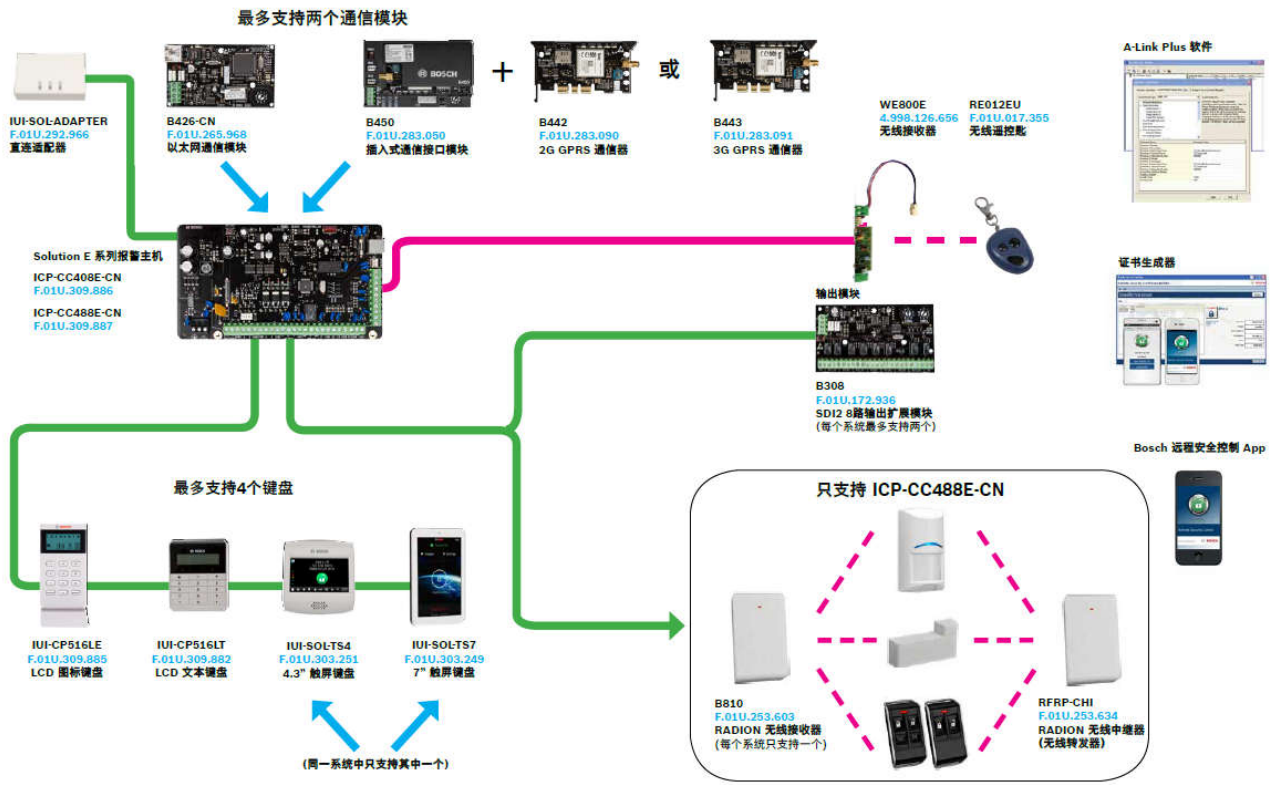 最多支持两个通信模块
IUI-SOL-ADAPTER
F.01U.292.966
直连适配器
B426-CN
F.01U.265.968
以太网通信模块
BOSCH
B450
B450
F.01U.283.050
插入式通信接口模块
+
B442
F.01U.283.090
2G GPRS 通信器
或
B443
F.01U.283.091
3G GPRS 通信器
WE800E
4.998.126.656
无线接收器
RE012EU
F.01U.017.355
无线遥控匙
A-Link Plus 软件
Solution E 系列报警主机
ICP-CC408E-CN
F.01U.309.886
ICP-CC488E-CN
F.01U.309.887
输出模块
B308
F.01U.172.936
SDI2 8路输出扩展模块
(每个系统最多支持两个)
证书生成器
Bosch 远程安全控制 App
最多支持4个键盘
IUI-CP516LE
F.01U.309.885
LCD 图标键盘
IUI-CP516LT
F.01U.309.882
LCD 文本键盘
IUI-SOL-TS4
F.01U.303.251
4.3” 触屏键盘
IUI-SOL-TS7
F.01U.303.249
7” 触屏键盘
(同一系统中只支持其中一个)
只支持 ICP-CC488E-CN
B810
F.01U.253.603
RADION 无线接收器
(每个系统只支持一个)
RFRP-CHI
F.01U.253.634
RADION 无线中继器
(无线转发器)